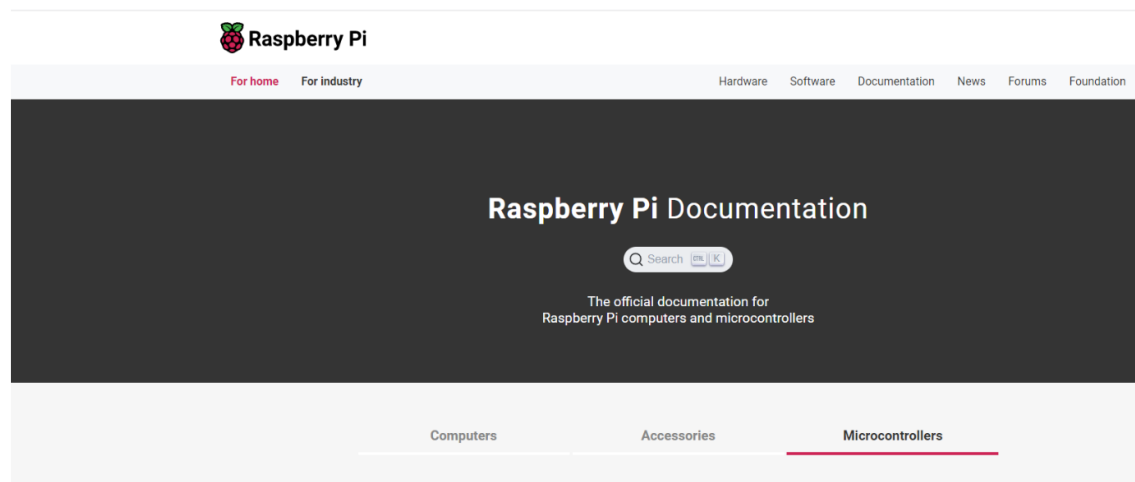 Raspberry Pi
For home For industry Hardware Software Documentation News Forums Foundation
Raspberry Pi Documentation
Search CTRL K
The official documentation for
Raspberry Pi computers and microcontrollers
Computers Accessories Microcontrollers